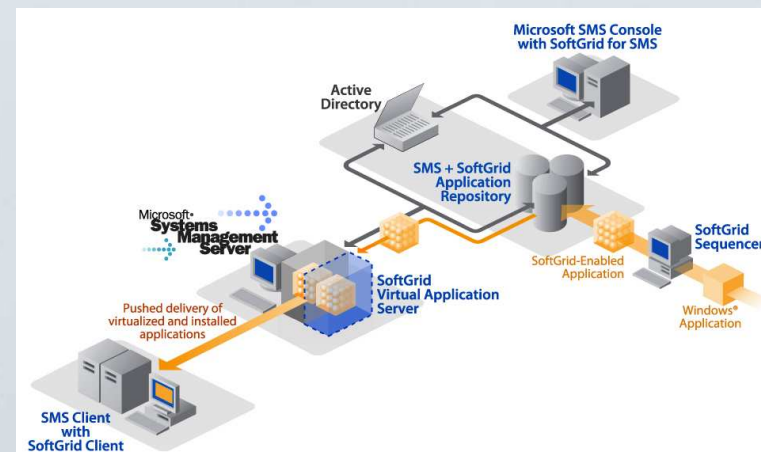 Microsoft SMS Console
with SoftGrid for SMS
Active
Directory
SMS + SoftGrid
Application
Repository
Microsoft•
Systems
Management
Server
SoftGrid
Sequencer
SoftGrid-Enabled
Application
SoftGrid
Virtual Application
Server
Windows®
Application
Pushed delivery of
virtualized and installed
applications
SMS Client
with
SoftGrid Client